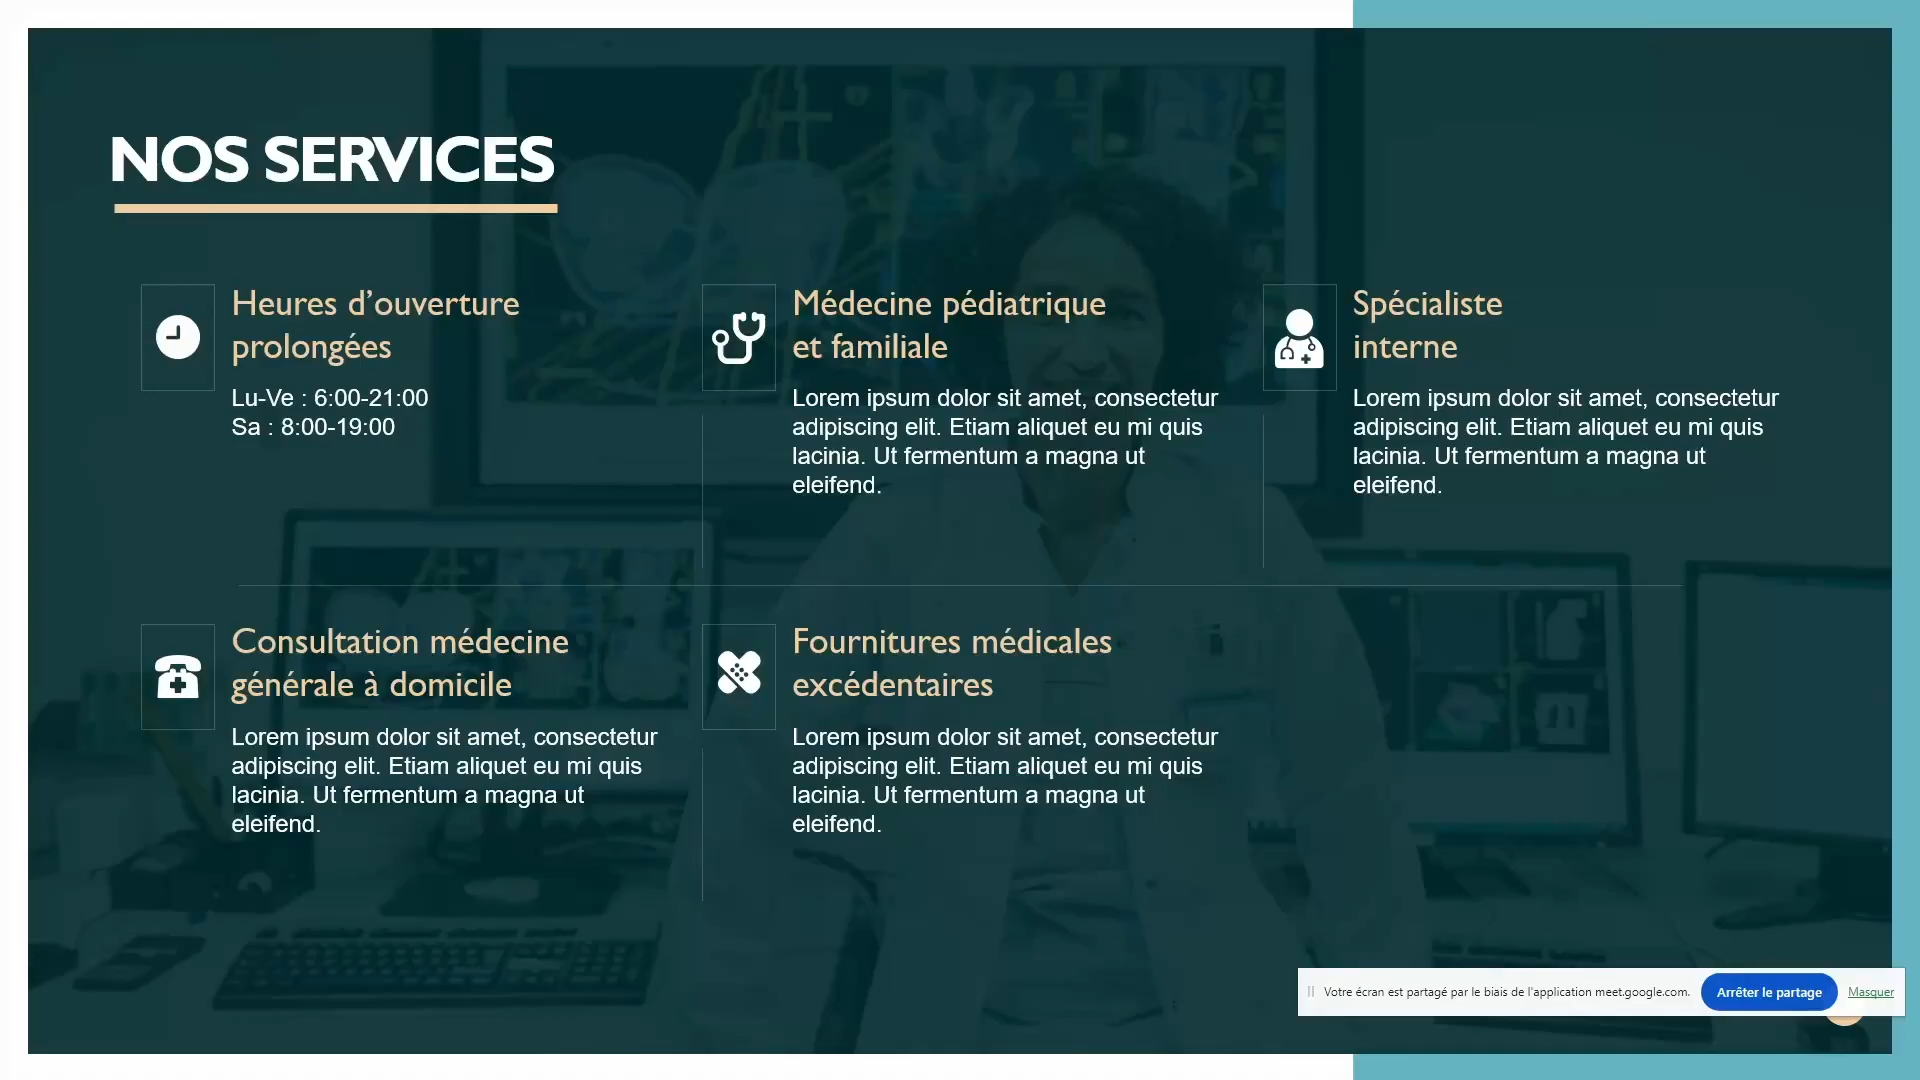 NOS SERVICES
Heures d’ouverture
prolongées
Lu-Ve : 6:00-21:00
Sa : 8:00-19:00
Médecine pédiatrique
et familiale
Lorem ipsum dolor sit amet, consectetur
adipiscing elit. Etiam aliquet eu mi quis
lacinia. Ut fermentum a magna ut
eleifend.
Spécialiste
interne
Lorem ipsum dolor sit amet, consectetur
adipiscing elit. Etiam aliquet eu mi quis
lacinia. Ut fermentum a magna ut
eleifend.
Consultation médecine
générale à domicile
Lorem ipsum dolor sit amet, consectetur
adipiscing elit. Etiam aliquet eu mi quis
lacinia. Ut fermentum a magna ut
eleifend.
Fournitures médicales
excédentaires
Lorem ipsum dolor sit amet, consectetur
adipiscing elit. Etiam aliquet eu mi quis
lacinia. Ut fermentum a magna ut
eleifend.
Votre écran est partagé par le biais de l'application meet.google.com. Arrêter le partage Masquer